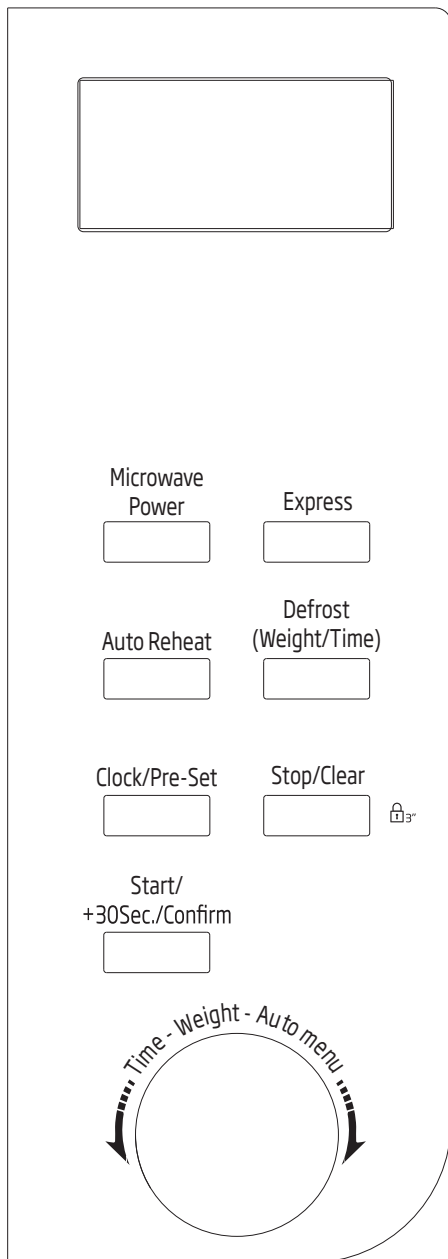 Microwave
Power
Express
Auto Reheat
Defrost
(Weight/Time)
Clock/Pre-Set
Stop/Clear
3"
Start/
+30Sec./Confirm
Time - Weight - Auto menu